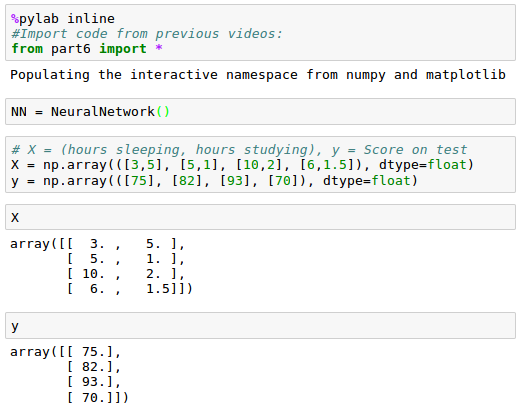 %pylab inline
#Import code from previous videos:
from part6 import *
Populating the interactive namespace from numpy and matplotlib
NN = NeuralNetwork()
# X = (hours sleeping, hours studying), y = Score on test
X = np.array(([3,5], [5,1], [10,2], [6,1.5]), dtype=float)
y = np.array(([75], [82], [93], [70]), dtype=float)
X
array([[  3. ,   5. ],
       [  5. ,   1. ],
       [ 10. ,   2. ],
       [  6. ,   1.5]])
y
array([[ 75.],
       [ 82.],
       [ 93.],
       [ 70.]])